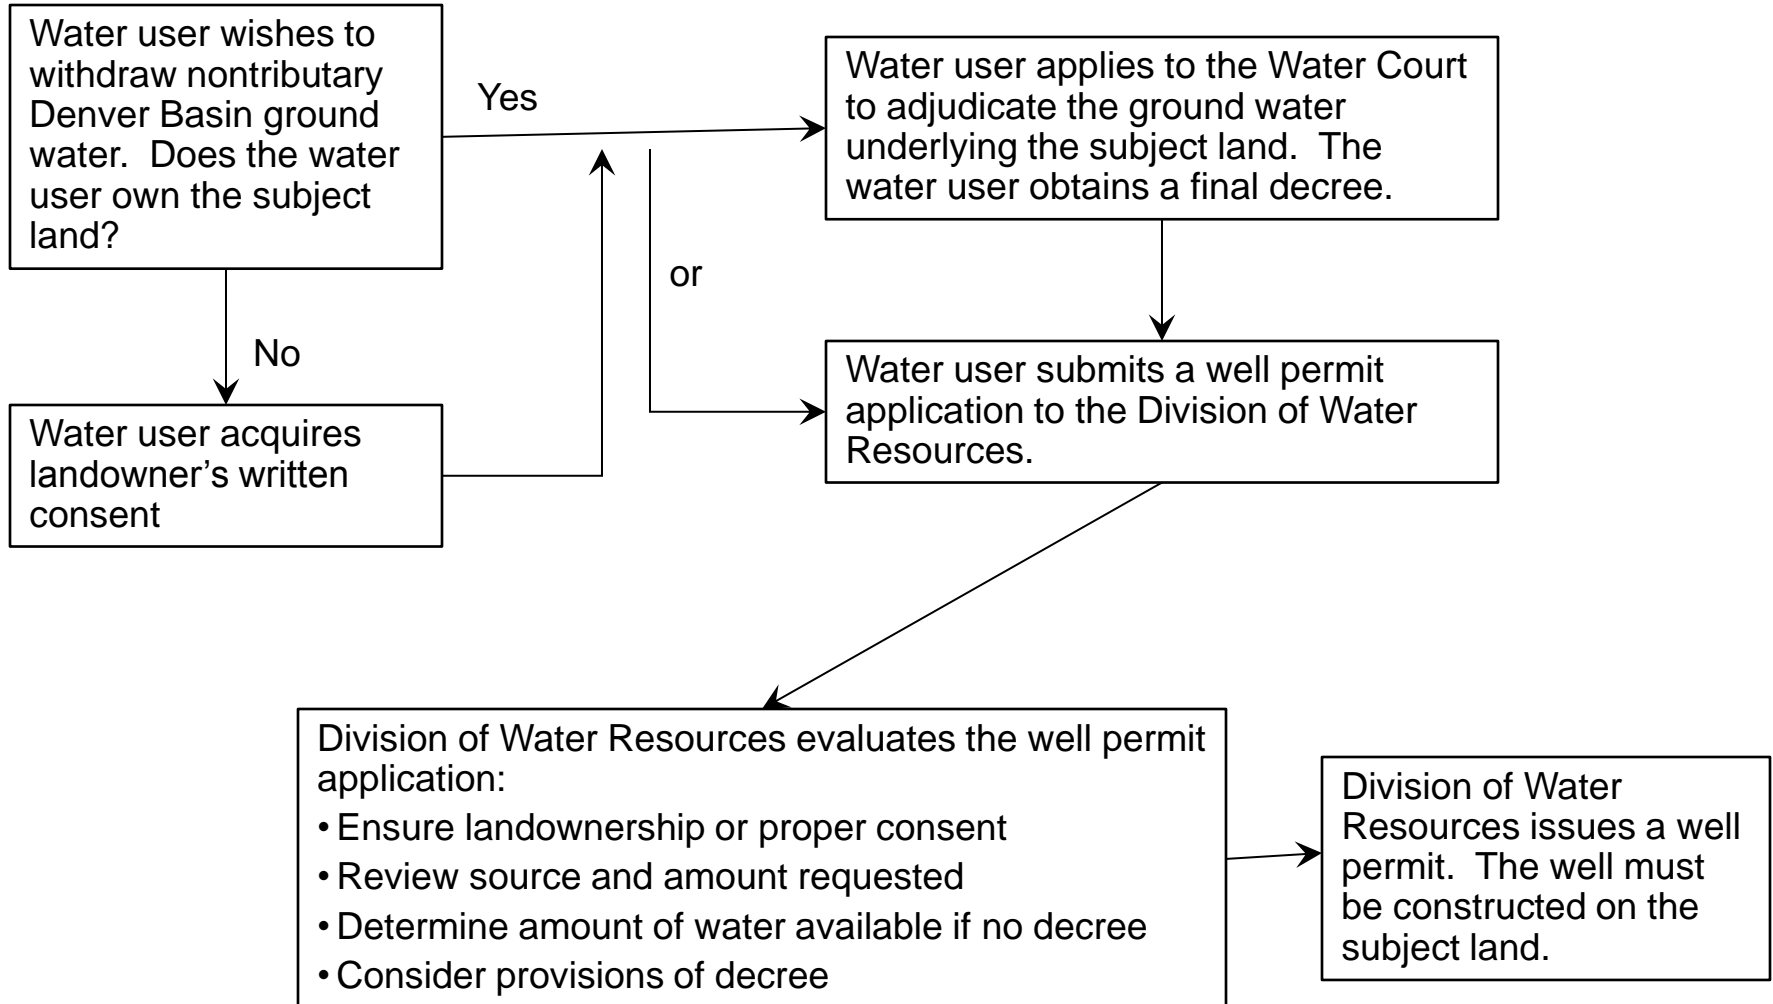 Water user wishes to
withdraw nontributary
Denver Basin ground
water.  Does the water
user own the subject
land?
Yes
Water user applies to the Water Court
to adjudicate the ground water
underlying the subject land.  The
water user obtains a final decree.
or
No
Water user acquires
landowner’s written
consent
Water user submits a well permit
application to the Division of Water
Resources.
Division of Water Resources evaluates the well permit
application:
• Ensure landownership or proper consent
• Review source and amount requested
• Determine amount of water available if no decree
• Consider provisions of decree
Division of Water
Resources issues a well
permit.  The well must
be constructed on the
subject land.